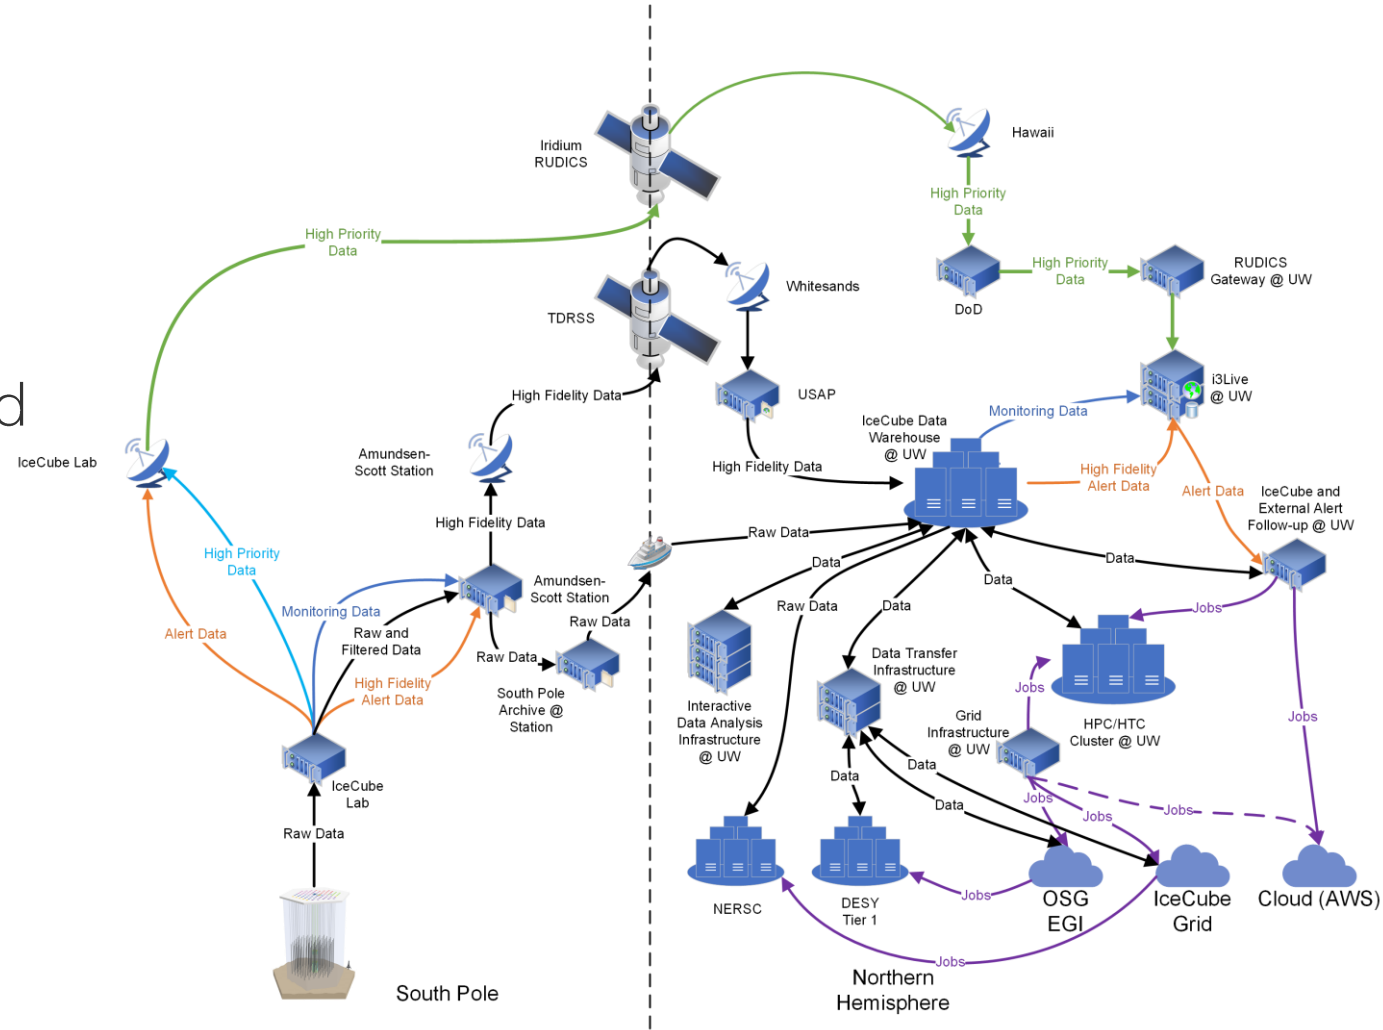 Iridium
RUDICS
Hawaii
High Priority
Data
High Priority
Data
High Priority
Data
RUDICS
Gateway @ UW
DoD
TDRSS
Whitesands
USAP
i3Live
@ UW
d
High Fidelity Data
Monitoring Data
IceCube Data
Warehouse
@ UW
IceCube Lab
Amundsen-
Scott Station
High Fidelity Data
High Fidelity
Alert Data
Alert Data
IceCube and
External Alert
Follow-up @ UW
High Fidelity Data
Raw Data
High Priority
Data
Data
Data
Data
Amundsen-
Scott Station
Monitoring Data
Raw Data
Data
Jobs
Alert Data
Raw and
Filtered Data
Raw Data
Raw Data
High Fidelity
Alert Data
South Pole
Archive @
Station
Data Transfer
Infrastructure
@ UW
Jobs
Interactive
Data Analysis
Infrastructure
@ UW
Grid
Infrastructure
@ UW
HPC/HTC
Cluster @ UW
Jobs
IceCube
Lab
Data
Data
Data
Jobs
Jobs
Jobs
Raw Data
NERSC
DESY
Tier 1
Jobs
OSG
EGI
IceCube
Grid
Cloud (AWS)
Jobs
South Pole
Northern
Hemisphere